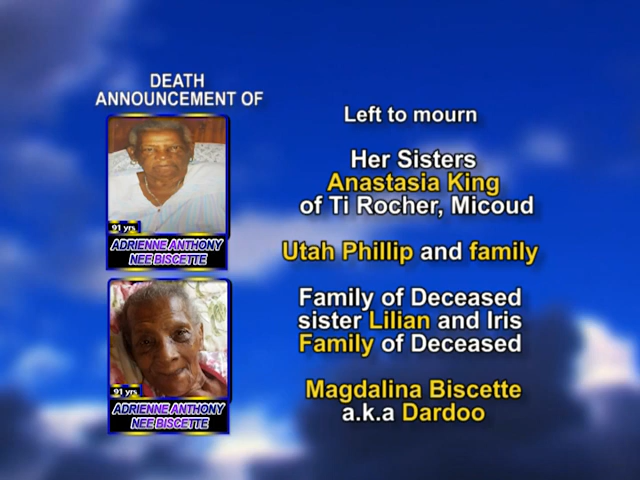 DEATH
ANNOUNCEMENT OF
91 yrs
ADRIENNE ANTHONY
NEE BISCETTE
91 yrs
ADRIENNE ANTHONY
NEE BISCETTE
Left to mourn
Her Sisters
Anastasia King
of Ti Rocher, Micoud
Utah Phillip and family
Family of Deceased
sister Lilian and Iris
Family of Deceased
Magdalina Biscette
a.k.a Dardoo